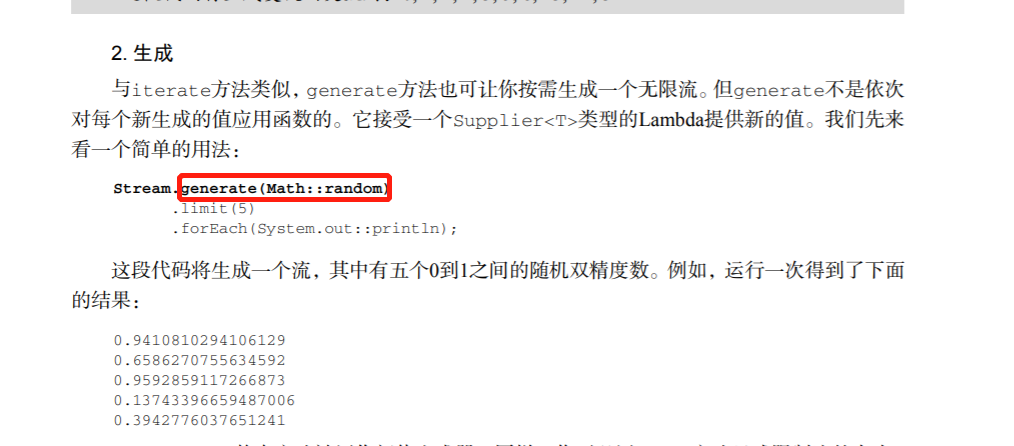 2. 生成
与iterate方法类似，generate方法也可让你按需生成一个无限流。但generate不是依次
对每个新生成的值应用函数的。它接受一个Supplier<T>类型的Lambda提供新的值。我们先来
看一个简单的用法：
Stream.generate(Math::random)
.limit(5)
.forEach(System.out::println);
这段代码将生成一个流，其中有五个0到1之间的随机双精度数。例如，运行一次得到了下面
的结果：
0.9410810294106129
0.6586270755634592
0.9592859117266873
0.13743396659487006
0.3942776037651241